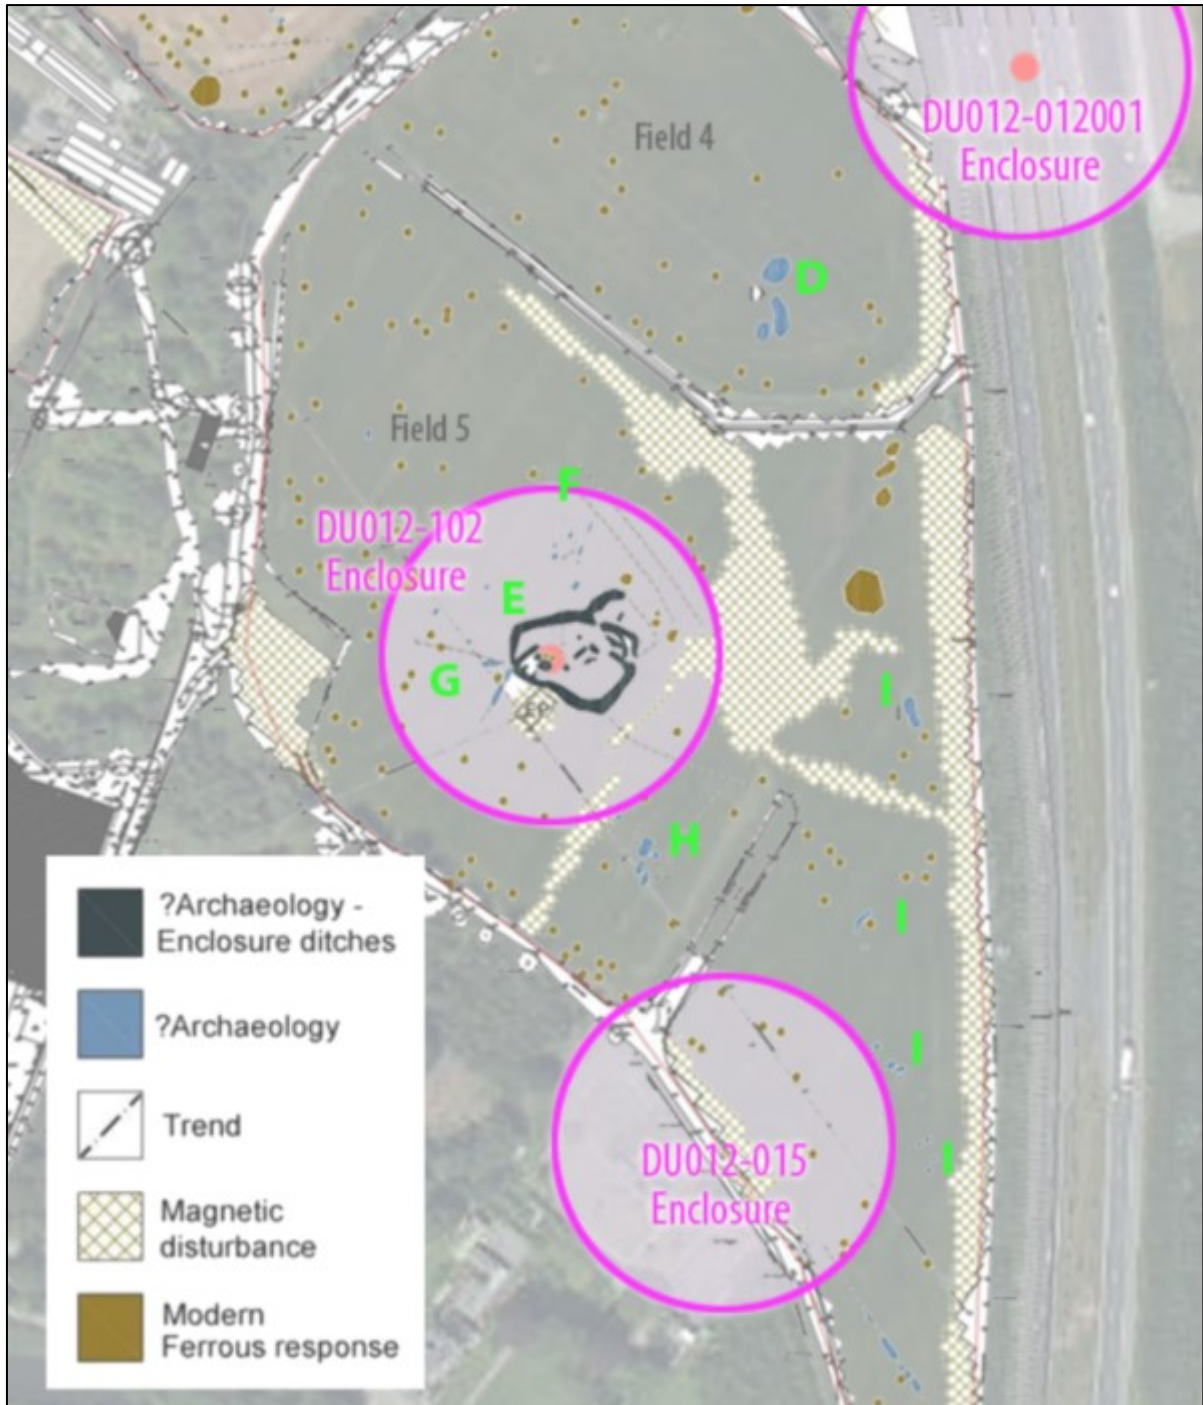 DU012-012001
Enclosure
Field 4
D
Field 5
F
DU012-102
Enclosure
E
G
I
H
I
I
I
DU012-015
Enclosure
?Archaeology -
Enclosure ditches
?Archaeology
Trend
Magnetic
disturbance
Modern
Ferrous response